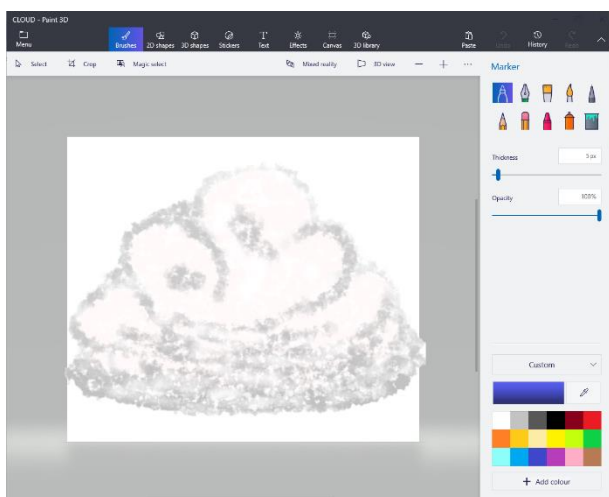 CLOUD - Paint 3D
Menu
Brushes 2D shapes 3D shapes Stickers Text Effects Canvas 3D library
Paste Undo History Redo
Select Crop Magic select Mixed reality 3D view
Marker
Thickness 5 px
Opacity 100%
Custom
+ Add colour